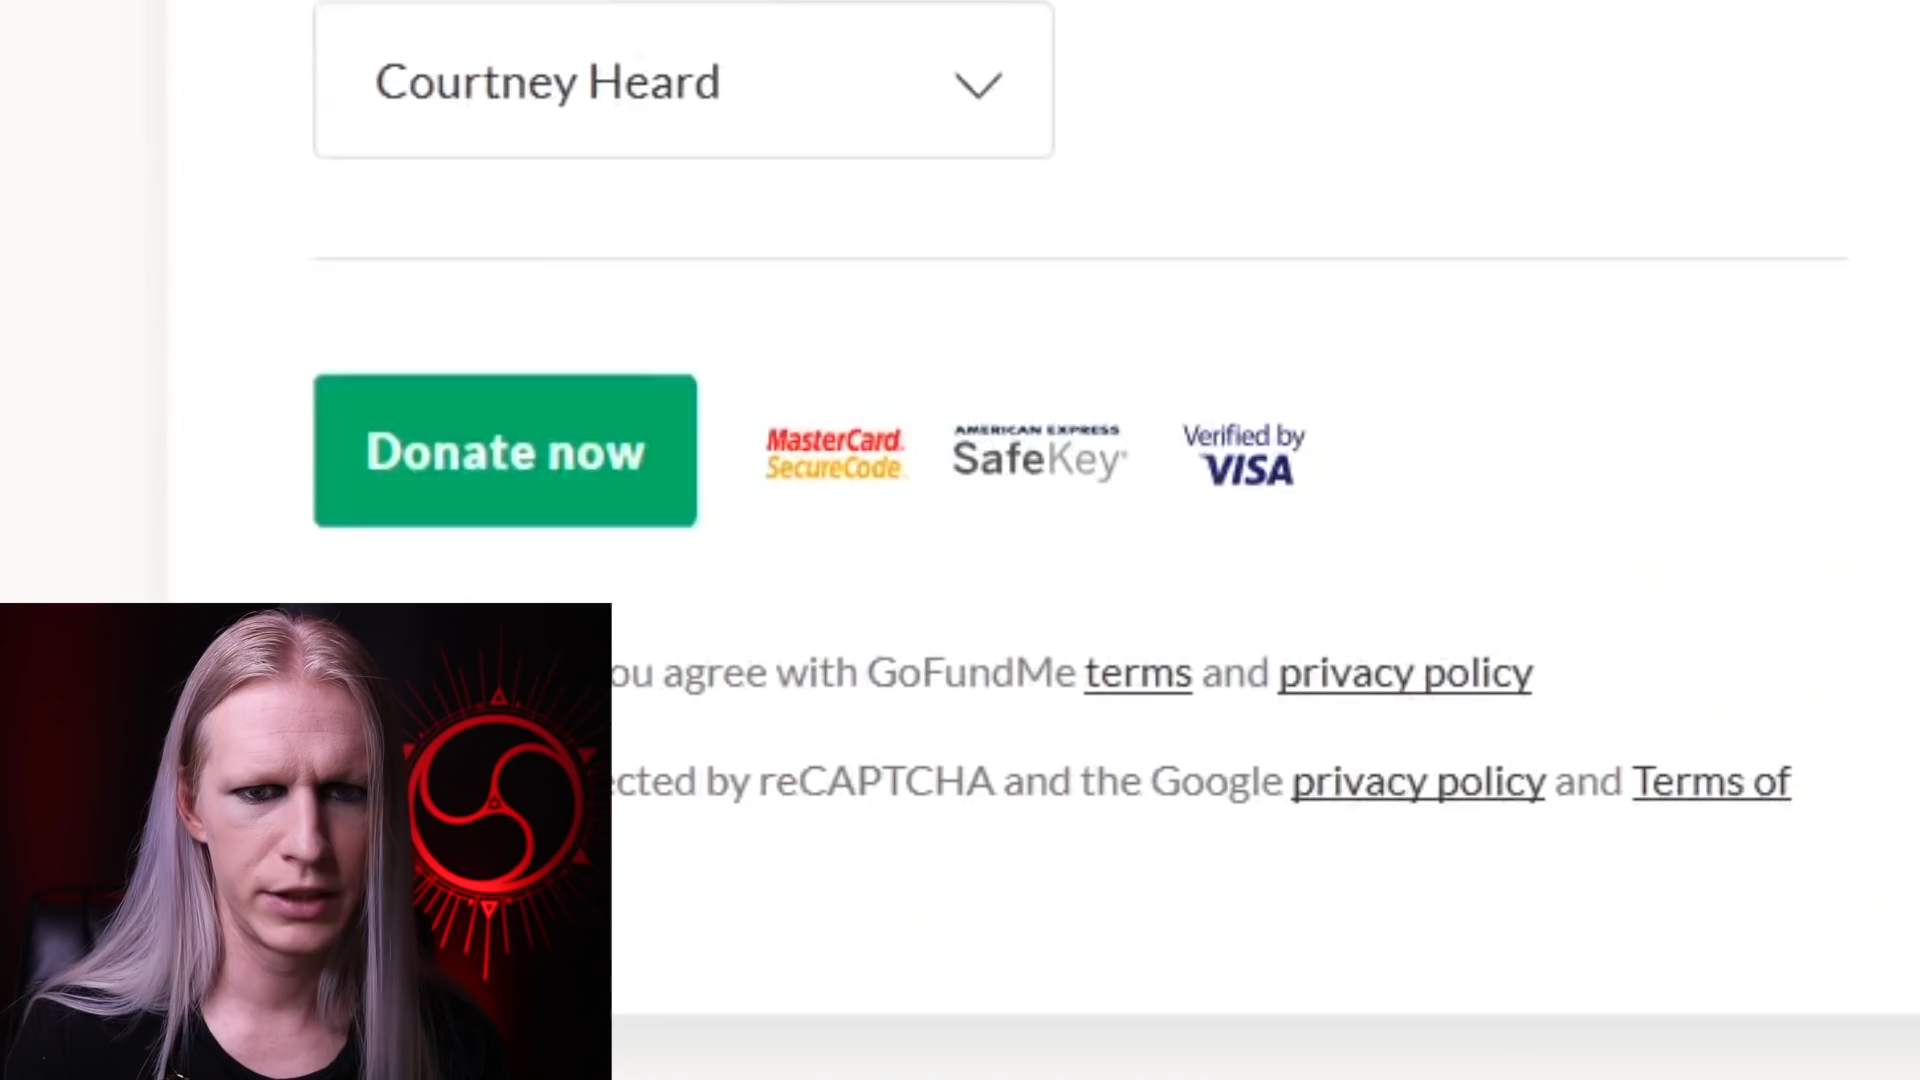 Courtney Heard
Donate now
MasterCard.
SecureCode
AMERICAN EXPRESS
SafeKey
Verified by
VISA
ou agree with GoFundMe terms and privacy policy
cted by reCAPTCHA and the Google privacy policy and Terms of